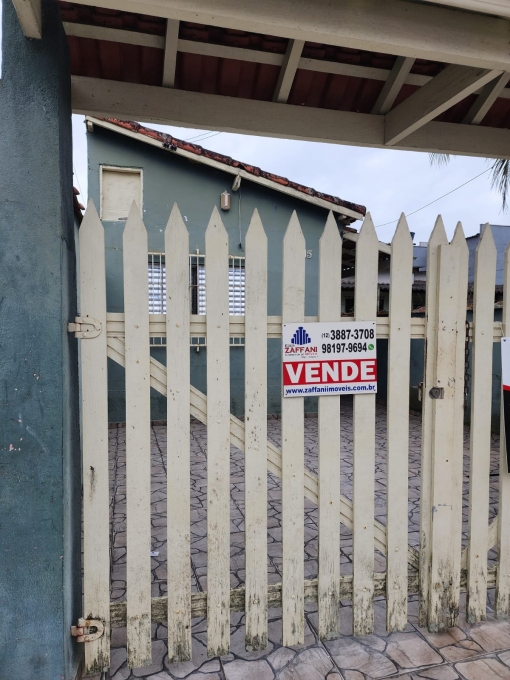 ZAFFANI
(12) 3887-3708
98197-9694
VENDE
www.zaffaniimoveis.com.br